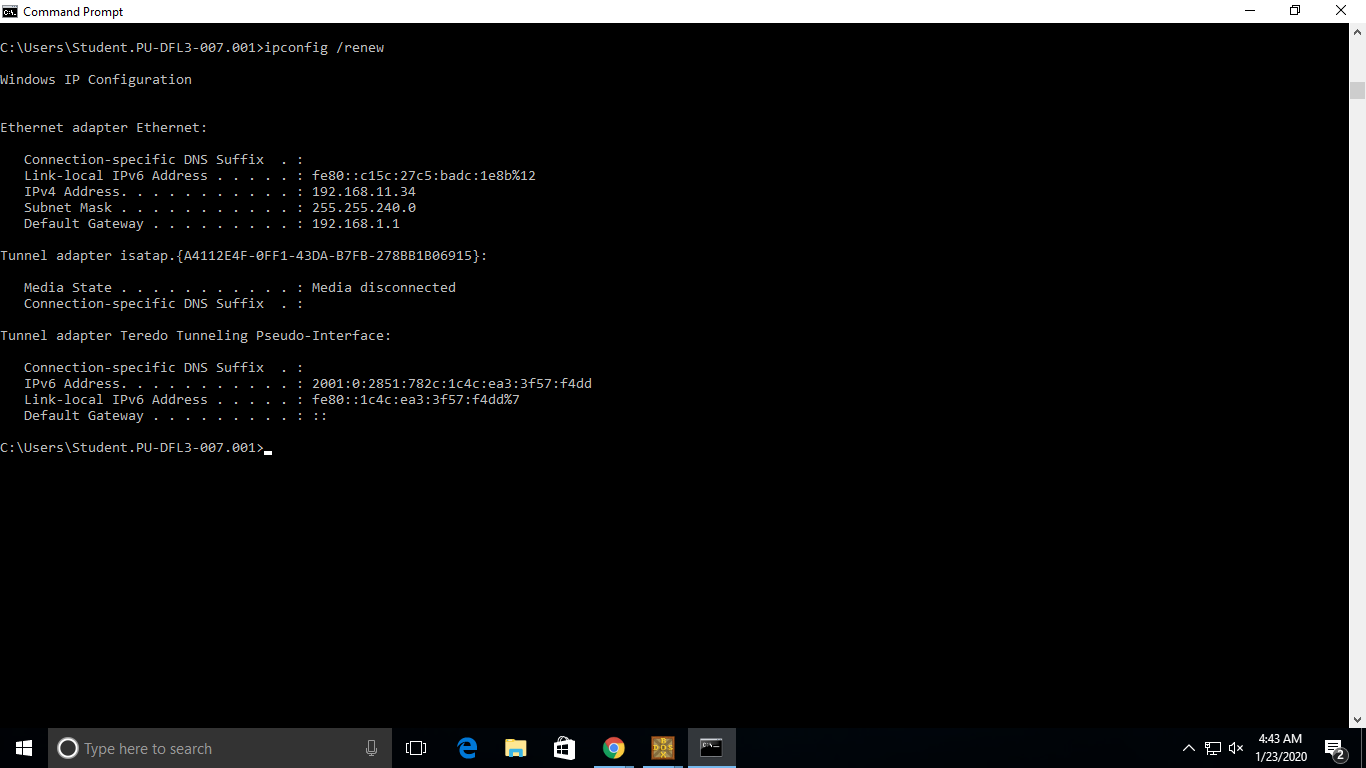 Command Prompt
C:\Users\Student.PU-DFL3-007.001>ipconfig /renew
Windows IP Configuration
Ethernet adapter Ethernet:
   Connection-specific DNS Suffix  . :
   Link-local IPv6 Address . . . . . : fe80::c15c:27c5:badc:1e8b%12
   IPv4 Address. . . . . . . . . . . : 192.168.11.34
   Subnet Mask . . . . . . . . . . . : 255.255.240.0
   Default Gateway . . . . . . . . . : 192.168.1.1
Tunnel adapter isatap.{A4112E4F-0FF1-43DA-B7FB-278BB1B06915}:
   Media State . . . . . . . . . . . : Media disconnected
   Connection-specific DNS Suffix  . :
Tunnel adapter Teredo Tunneling Pseudo-Interface:
   Connection-specific DNS Suffix  . :
   IPv6 Address. . . . . . . . . . . : 2001:0:2851:782c:1c4c:ea3:3f57:f4dd
   Link-local IPv6 Address . . . . . : fe80::1c4c:ea3:3f57:f4dd%7
   Default Gateway . . . . . . . . . : ::
C:\Users\Student.PU-DFL3-007.001>
Type here to search
4:43 AM
1/23/2020
2